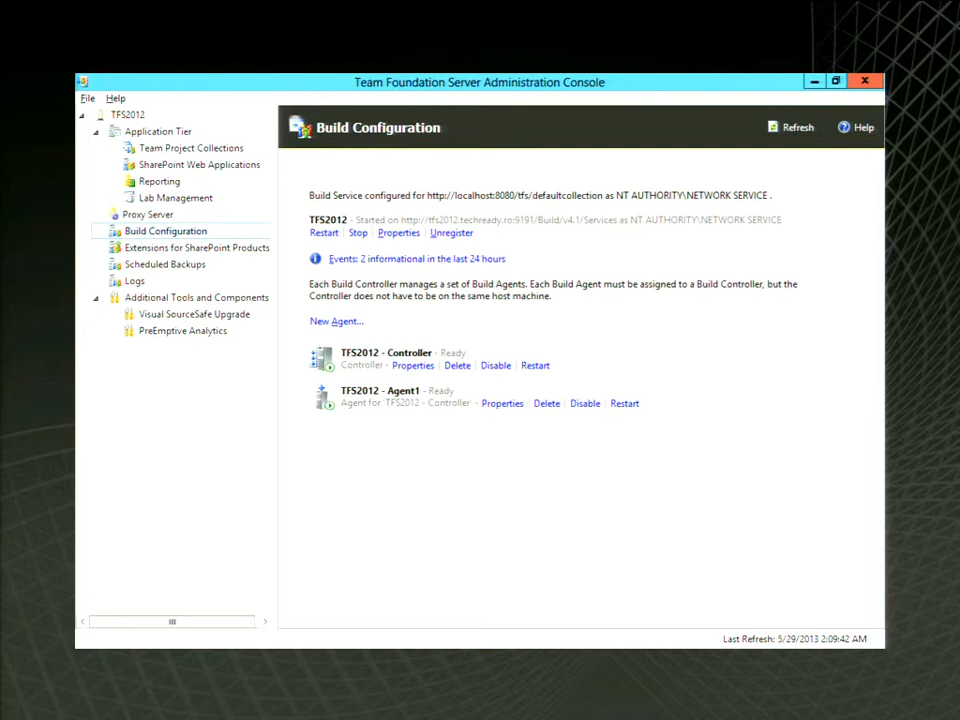 Team Foundation Server Administration Console
File Help
TFS2012
Application Tier
Team Project Collections
SharePoint Web Applications
Reporting
Lab Management
Proxy Server
Build Configuration
Extensions for SharePoint Products
Scheduled Backups
Logs
Additional Tools and Components
Visual SourceSafe Upgrade
PreEmptive Analytics
Build Configuration
Refresh Help
Build Service configured for http://localhost:8080/tfs/defaultcollection as NT AUTHORITY\NETWORK SERVICE .
TFS2012 - Started on http://tfs2012.techready.ro:9191/Build/v4.1/Services as NT AUTHORITY\NETWORK SERVICE
Restart Stop Properties Unregister
Events: 2 informational in the last 24 hours
Each Build Controller manages a set of Build Agents. Each Build Agent must be assigned to a Build Controller, but the
Controller does not have to be on the same host machine.
New Agent...
TFS2012 - Controller - Ready
Controller - Properties Delete Disable Restart
TFS2012 - Agent1 - Ready
Agent for 'TFS2012 - Controller' - Properties Delete Disable Restart
Last Refresh: 5/29/2013 2:09:42 AM